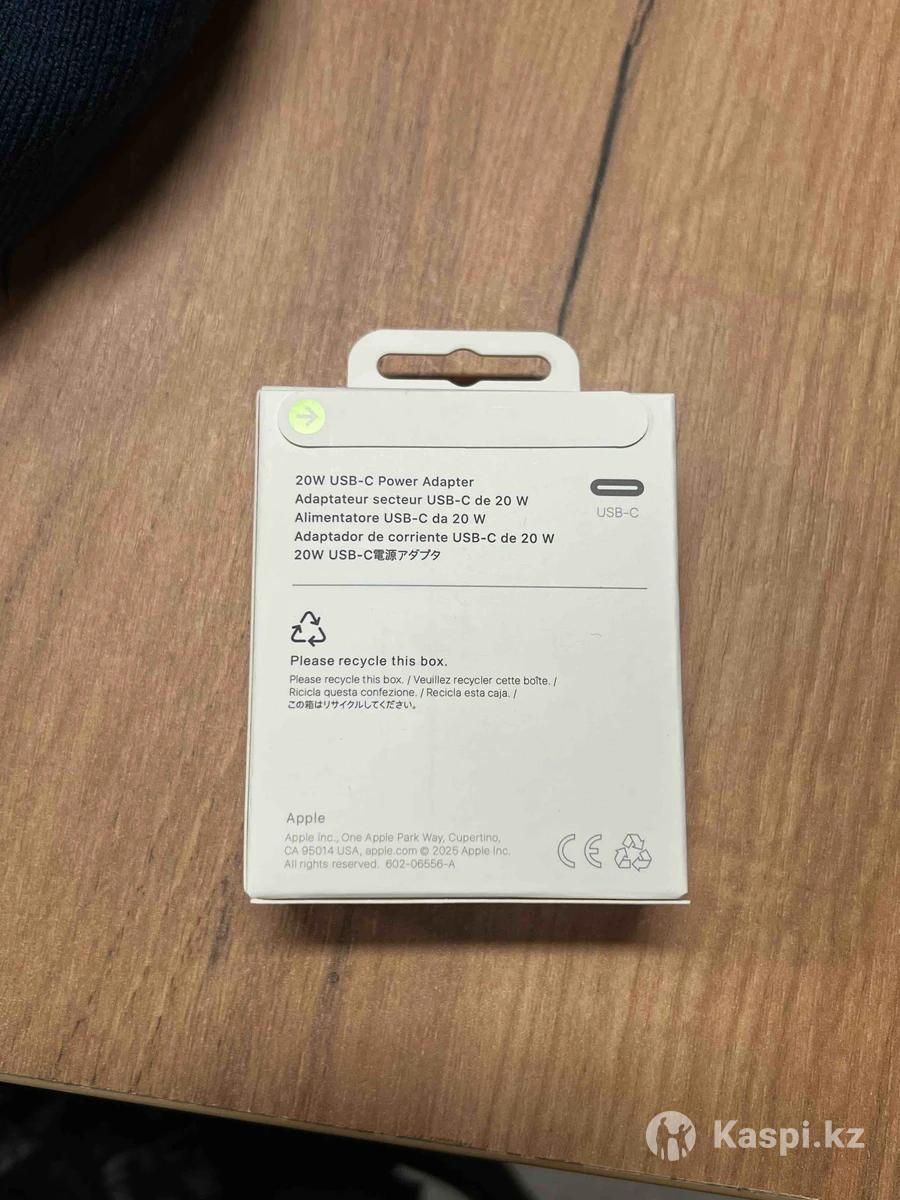 20W USB-C Power Adapter
Adaptateur secteur USB-C de 20 W
Alimentatore USB-C da 20 W
Adaptador de corriente USB-C de 20 W
20W USB-C電源アダプタ
USB-C
Please recycle this box.
Please recycle this box. / Veuillez recycler cette boîte. /
Ricicla questa confezione. / Recicla esta caja. /
この箱はリサイクルしてください。
Apple
Apple Inc., One Apple Park Way, Cupertino,
CA 95014 USA, apple.com © 2025 Apple Inc.
All rights reserved. 602-06556-A
CE
Kaspi.kz